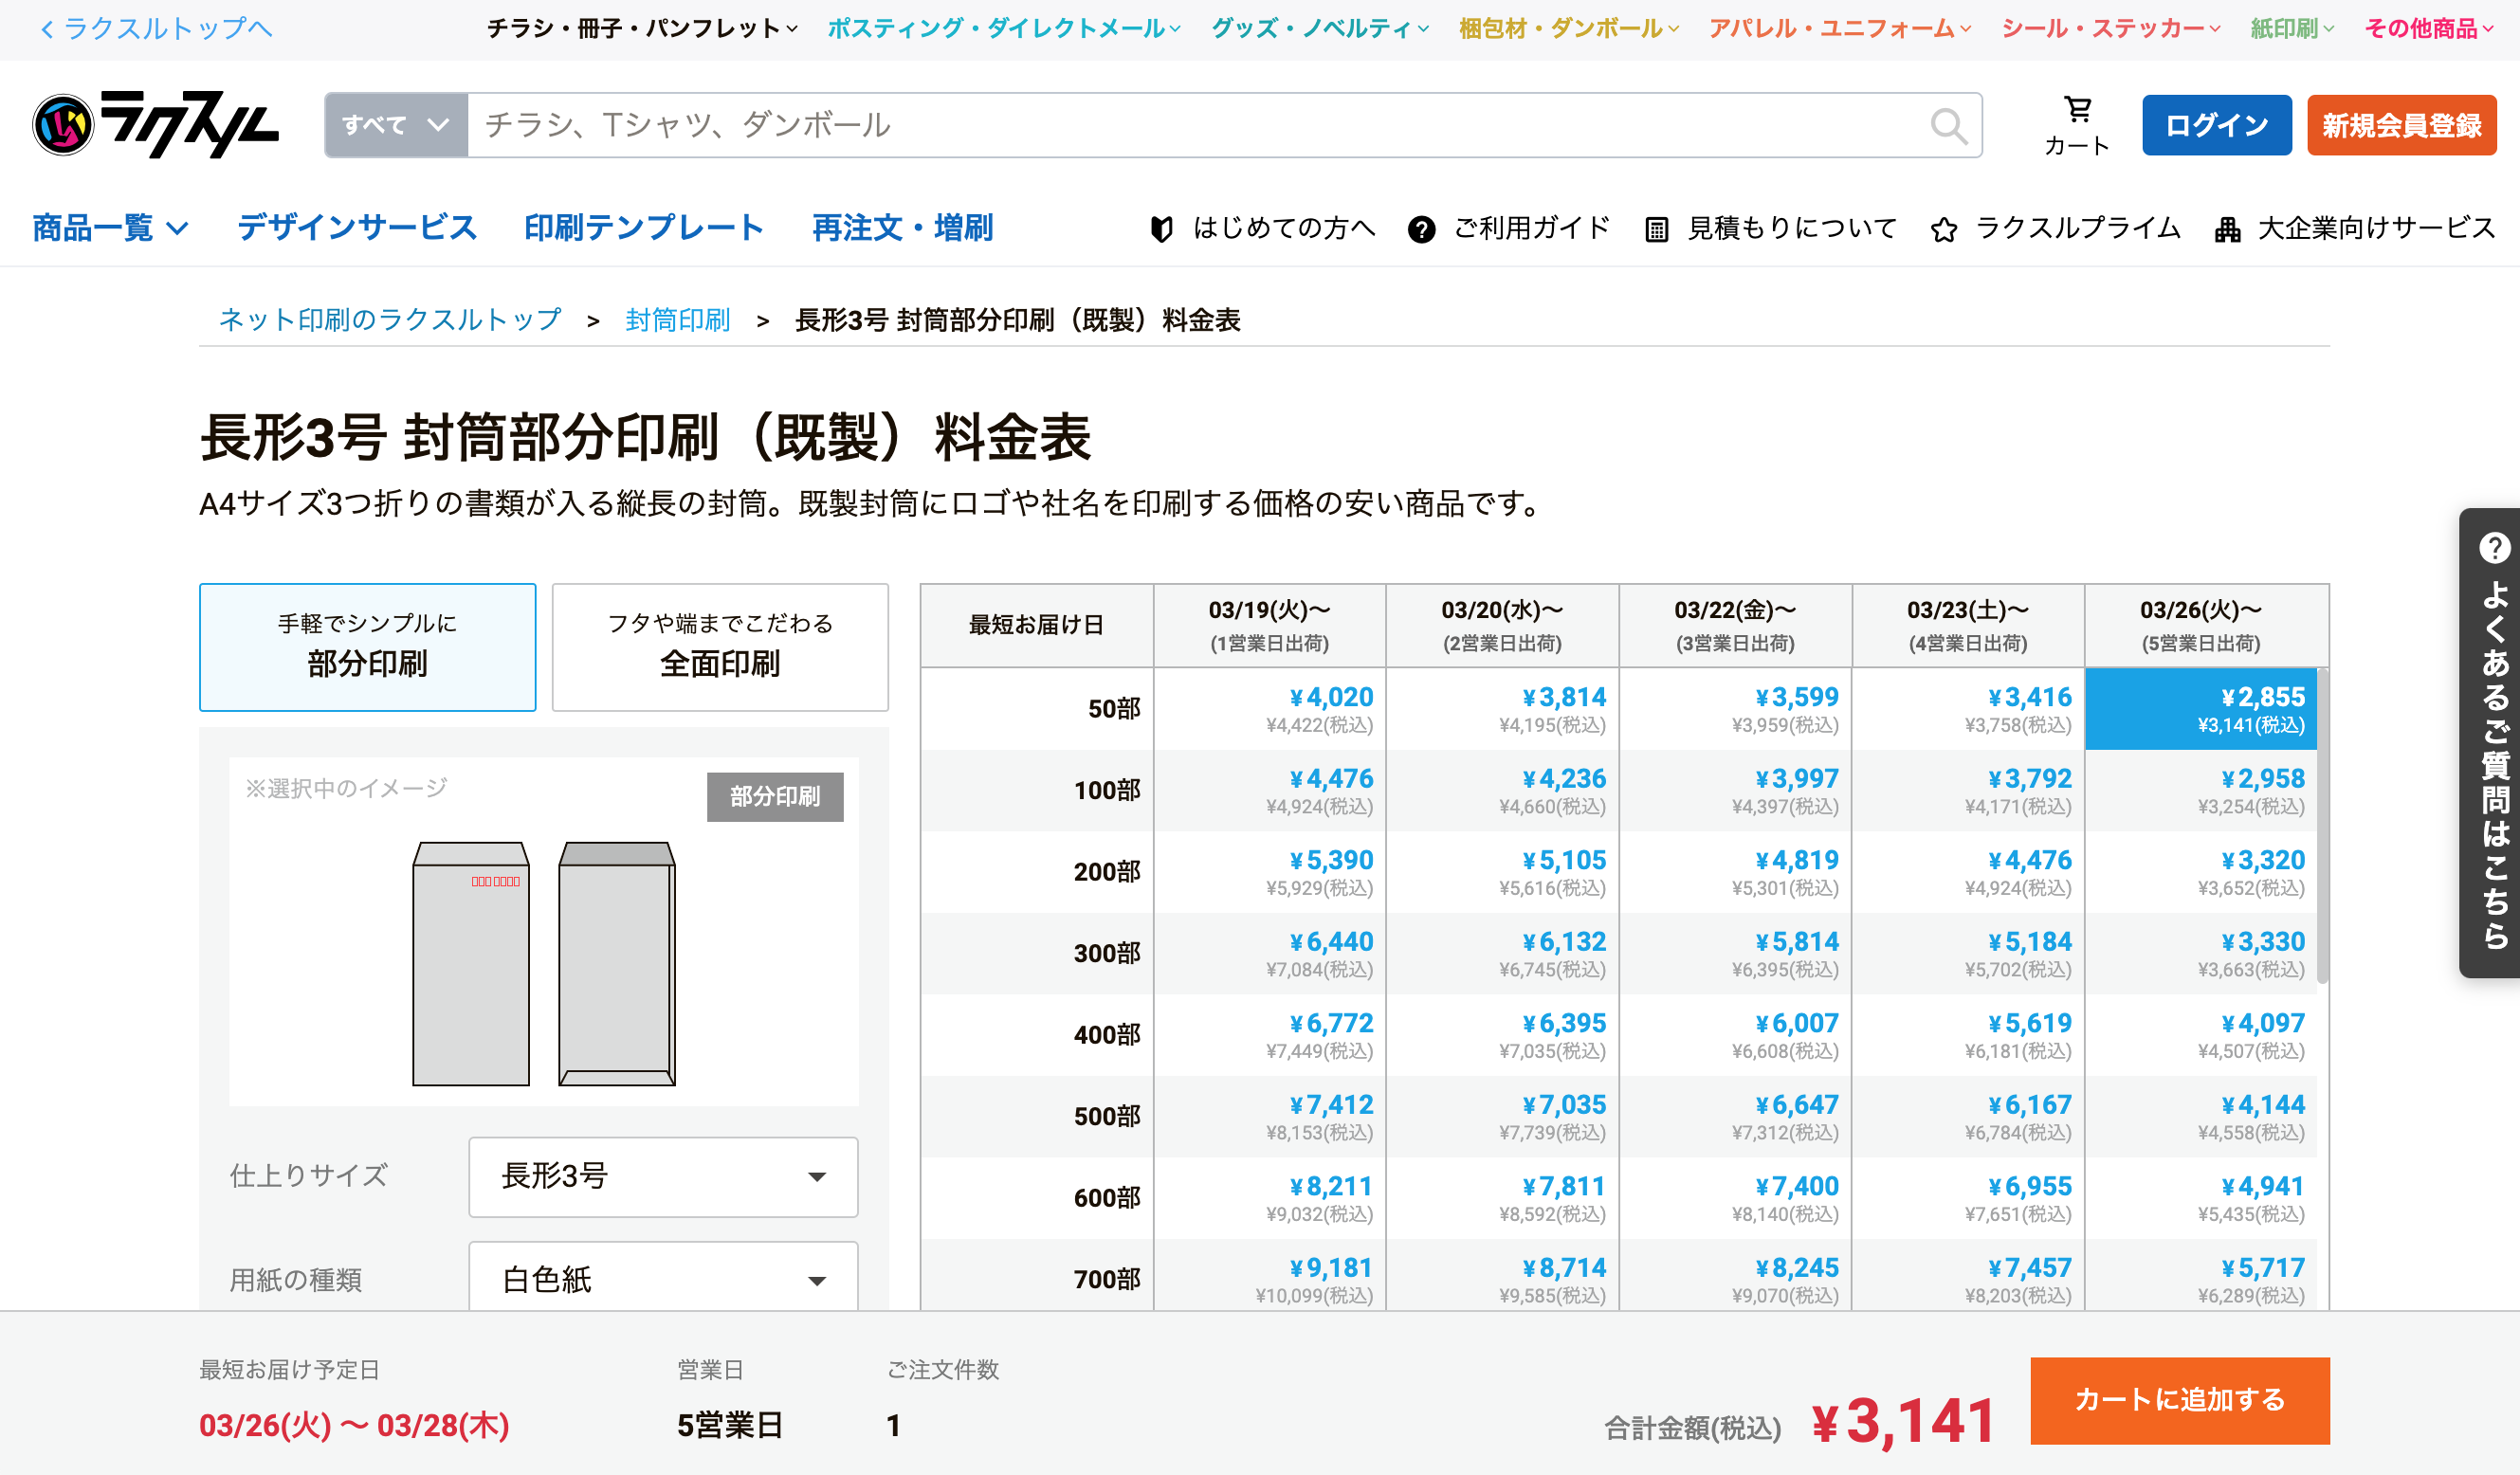 ラクスルトップへ
チラシ・冊子・パンフレット ポスティング・ダイレクトメール グッズ・ノベルティ 梱包材・ダンボール アパレル・ユニフォーム シール・ステッカー 紙印刷 その他商品
ラクスル すべて チラシ、Tシャツ、ダンボール カート ログイン 新規会員登録
商品一覧 デザインサービス 印刷テンプレート 再注文・増刷 はじめての方へ ご利用ガイド 見積もりについて ラクスルプライム 大企業向けサービス
ネット印刷のラクスルトップ > 封筒印刷 > 長形3号 封筒部分印刷（既製）料金表
長形3号 封筒部分印刷（既製）料金表
A4サイズ3つ折りの書類が入る縦長の封筒。既製封筒にロゴや社名を印刷する価格の安い商品です。
手軽でシンプルに
部分印刷
フタや端までこだわる
全面印刷
※選択中のイメージ
部分印刷
仕上りサイズ 長形3号
用紙の種類 白色紙
最短お届け日 03/19(火)〜 03/20(水)〜 03/22(金)〜 03/23(土)〜 03/26(火)〜
(1営業日出荷) (2営業日出荷) (3営業日出荷) (4営業日出荷) (5営業日出荷)
50部 ¥4,020 ¥3,814 ¥3,599 ¥3,416 ¥2,855
¥4,422(税込) ¥4,195(税込) ¥3,959(税込) ¥3,758(税込) ¥3,141(税込)
100部 ¥4,476 ¥4,236 ¥3,997 ¥3,792 ¥2,958
¥4,924(税込) ¥4,660(税込) ¥4,397(税込) ¥4,171(税込) ¥3,254(税込)
200部 ¥5,390 ¥5,105 ¥4,819 ¥4,476 ¥3,320
¥5,929(税込) ¥5,616(税込) ¥5,301(税込) ¥4,924(税込) ¥3,652(税込)
300部 ¥6,440 ¥6,132 ¥5,814 ¥5,184 ¥3,330
¥7,084(税込) ¥6,745(税込) ¥6,395(税込) ¥5,702(税込) ¥3,663(税込)
400部 ¥6,772 ¥6,395 ¥6,007 ¥5,619 ¥4,097
¥7,449(税込) ¥7,035(税込) ¥6,608(税込) ¥6,181(税込) ¥4,507(税込)
500部 ¥7,412 ¥7,035 ¥6,647 ¥6,167 ¥4,144
¥8,153(税込) ¥7,739(税込) ¥7,312(税込) ¥6,784(税込) ¥4,558(税込)
600部 ¥8,211 ¥7,811 ¥7,400 ¥6,955 ¥4,941
¥9,032(税込) ¥8,592(税込) ¥8,140(税込) ¥7,651(税込) ¥5,435(税込)
700部 ¥9,181 ¥8,714 ¥8,245 ¥7,457 ¥5,717
¥10,099(税込) ¥9,585(税込) ¥9,070(税込) ¥8,203(税込) ¥6,289(税込)
よくあるご質問はこちら
最短お届け予定日 営業日 ご注文件数
03/26(火) 〜 03/28(木) 5営業日 1
合計金額(税込) ¥3,141
カートに追加する